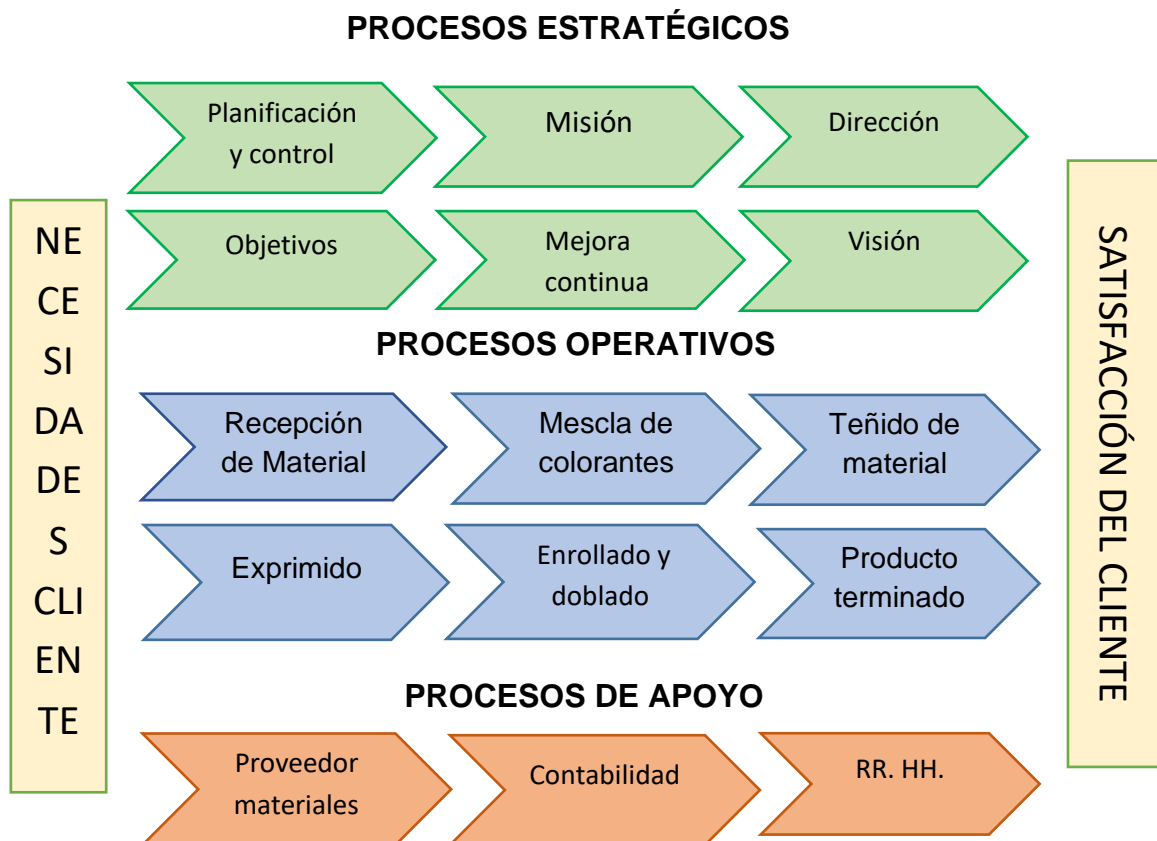 PROCESOS ESTRATÉGICOS
Planificación
y control
Misión
Dirección
Objetivos
Mejora
continua
Visión
NE
CE
SI
DA
DE
S
CLI
EN
TE
SATISFACCIÓN DEL CLIENTE
PROCESOS OPERATIVOS
Recepción
de Material
Mescla de
colorantes
Teñido de
material
Exprimido
Enrollado y
doblado
Producto
terminado
PROCESOS DE APOYO
Proveedor
materiales
Contabilidad
RR. HH.